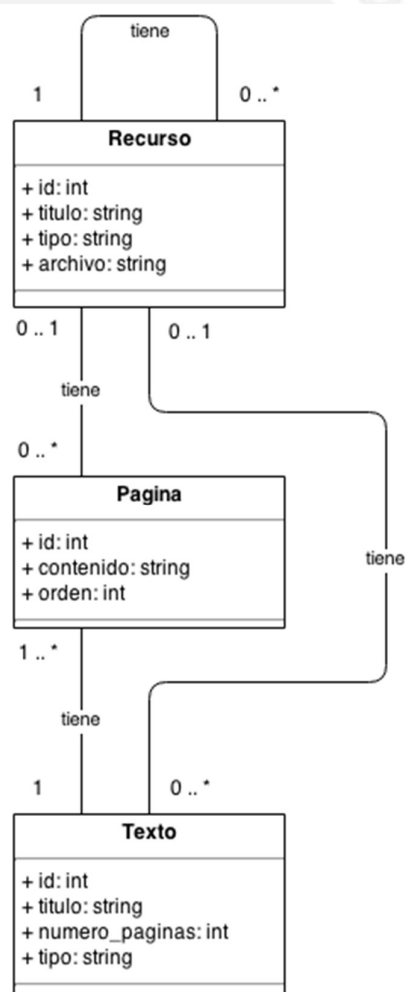 tiene
1
0 .. *
Recurso
+ id: int
+ titulo: string
+ tipo: string
+ archivo: string
0 .. 1
0 .. 1
tiene
0 .. *
Pagina
+ id: int
+ contenido: string
+ orden: int
tiene
1 .. *
tiene
1
0 .. *
Texto
+ id: int
+ titulo: string
+ numero_paginas: int
+ tipo: string